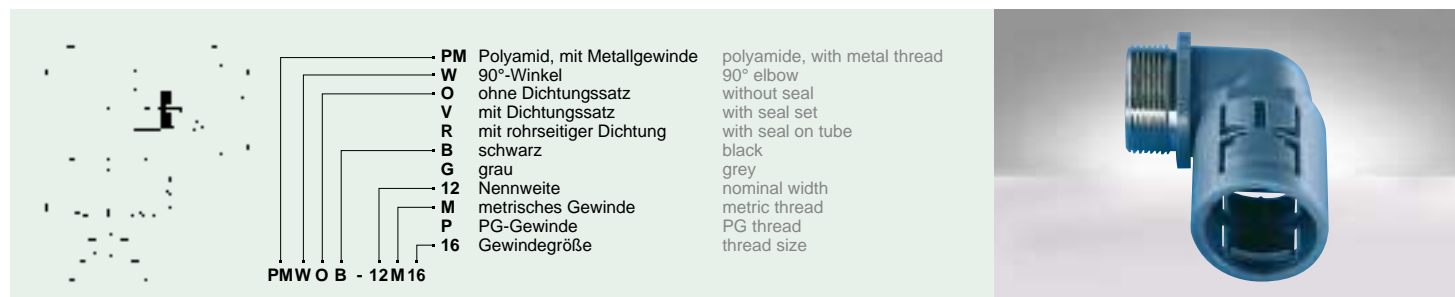 PM Polyamid, mit Metallgewinde polyamide, with metal thread
W 90°-Winkel 90° elbow
O ohne Dichtungssatz without seal
V mit Dichtungssatz with seal set
R mit rohrseitiger Dichtung with seal on tube
B schwarz black
G grau grey
12 Nennweite nominal width
M metrisches Gewinde metric thread
P PG-Gewinde PG thread
16 Gewindegröße thread size
PM W O B - 12 M 16